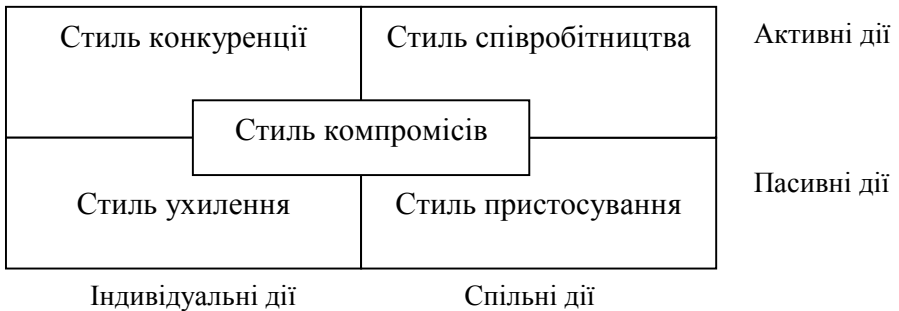 Стиль конкуренції
Стиль співробітництва
Активні дії
Стиль компромісів
Стиль ухилення
Стиль пристосування
Пасивні дії
Індивідуальні дії
Спільні дії